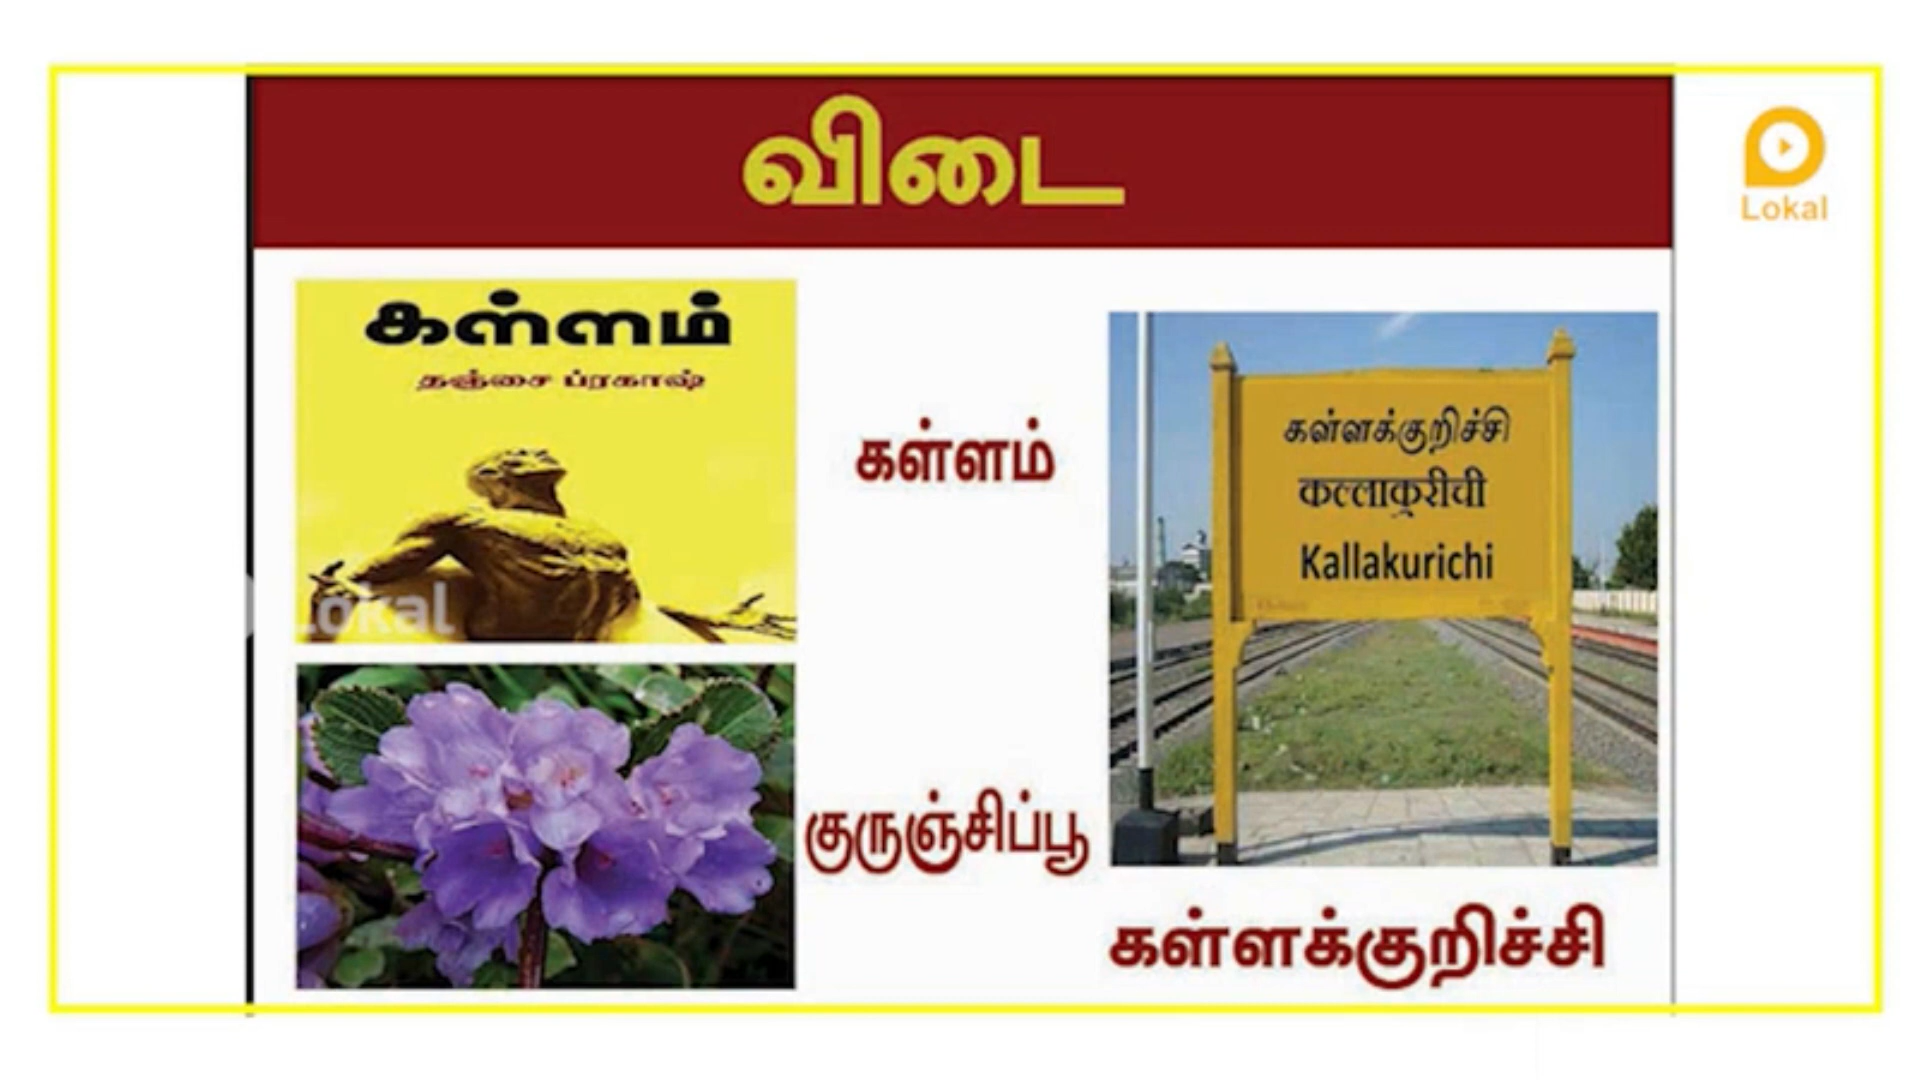 விடை
Lokal
கள்ளம்
தஞ்சை ப்ரகாஷ்
Lokal
கள்ளம்
கள்ளக்குறிச்சி
कल्लाकुरीची
Kallakurichi
குருஞ்சிப்பூ
கள்ளக்குறிச்சி